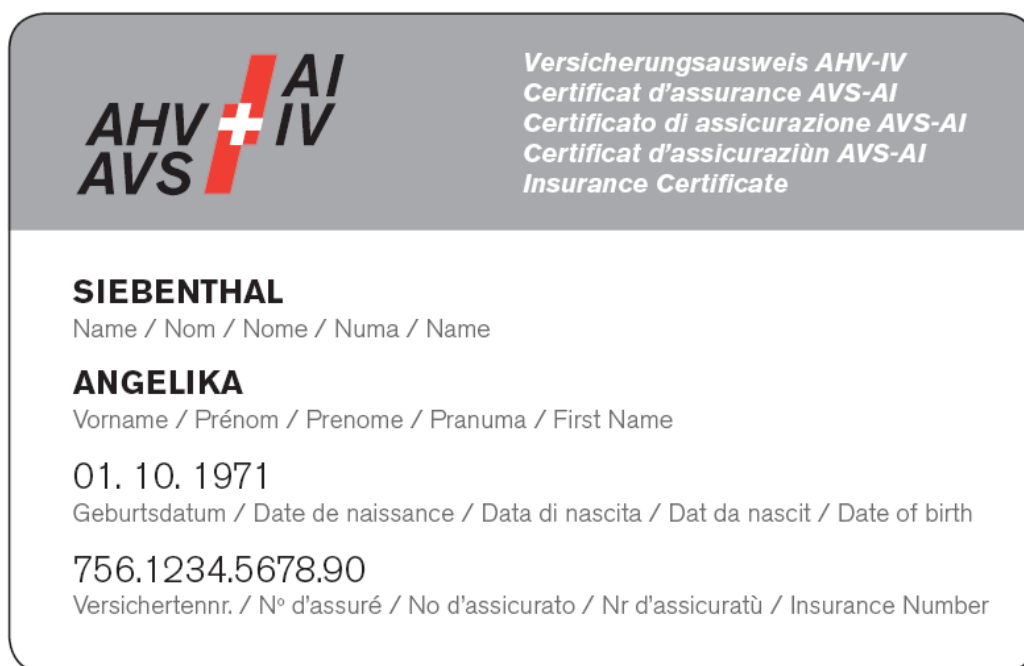 AHV AVS
AI IV
Versicherungsausweis AHV-IV
Certificat d'assurance AVS-AI
Certificato di assicurazione AVS-AI
Certificat d'assicuraziùn AVS-AI
Insurance Certificate
SIEBENTHAL
Name / Nom / Nome / Numa / Name
ANGELIKA
Vorname / Prénom / Prenome / Pranuma / First Name
01. 10. 1971
Geburtsdatum / Date de naissance / Data di nascita / Dat da nascit / Date of birth
756.1234.5678.90
Versichertennr. / Nº d'assuré / No d'assicurato / Nr d'assicuratù / Insurance Number